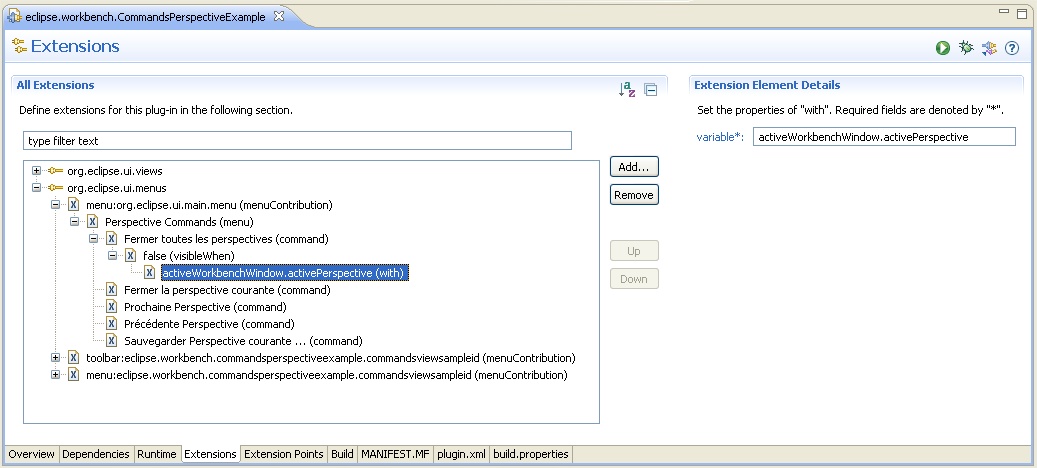 eclipse.workbench.CommandsPerspectiveExample
Extensions
All Extensions
Define extensions for this plug-in in the following section.
type filter text
org.eclipse.ui.views
org.eclipse.ui.menus
menu:org.eclipse.ui.main.menu (menuContribution)
Perspective Commands (menu)
Fermer toutes les perspectives (command)
false (visibleWhen)
activeWorkbenchWindow.activePerspective (with)
Fermer la perspective courante (command)
Prochaine Perspective (command)
Précédente Perspective (command)
Sauvegarder Perspective courante ... (command)
toolbar:eclipse.workbench.commandsperspectiveexample.commandsviewsampleid (menuContribution)
menu:eclipse.workbench.commandsperspectiveexample.commandsviewsampleid (menuContribution)
Add...
Remove
Up
Down
Extension Element Details
Set the properties of "with". Required fields are denoted by "*".
variable*: activeWorkbenchWindow.activePerspective
Overview Dependencies Runtime Extensions Extension Points Build MANIFEST.MF plugin.xml build.properties